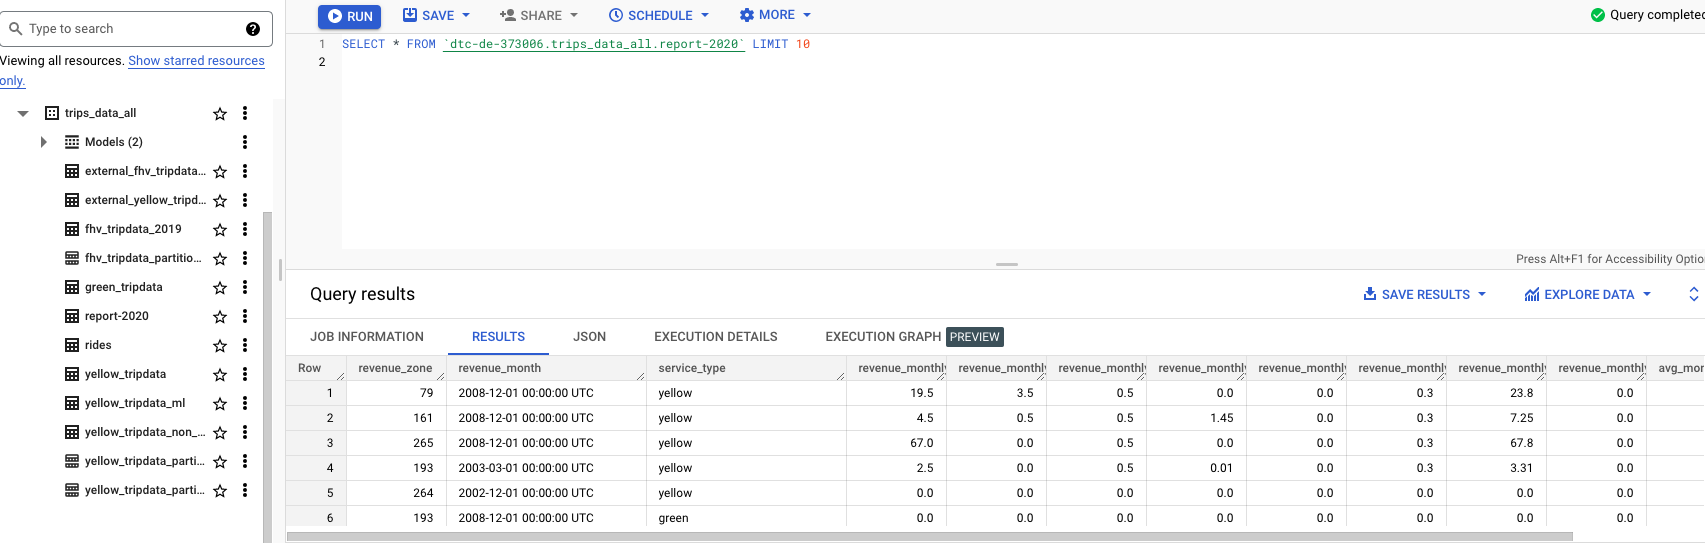 RUN SAVE SHARE SCHEDULE MORE Query completed
Type to search
Viewing all resources. Show starred resources only.
1 SELECT * FROM `dtc-de-373006.trips_data_all.report-2020` LIMIT 10
2
trips_data_all
Models (2)
external_fhv_tripdata...
external_yellow_tripd...
fhv_tripdata_2019
fhv_tripdata_partitio...
green_tripdata
report-2020
rides
yellow_tripdata
yellow_tripdata_ml
yellow_tripdata_non_...
yellow_tripdata_parti...
yellow_tripdata_parti...
Press Alt+F1 for Accessibility Optio
Query results SAVE RESULTS EXPLORE DATA
JOB INFORMATION RESULTS JSON EXECUTION DETAILS EXECUTION GRAPH PREVIEW
Row revenue_zone revenue_month service_type revenue_monthly revenue_monthly revenue_monthly revenue_monthly revenue_monthly revenue_monthly revenue_monthly revenue_monthly avg_mor
1 79 2008-12-01 00:00:00 UTC yellow 19.5 3.5 0.5 0.0 0.0 0.3 23.8 0.0
2 161 2008-12-01 00:00:00 UTC yellow 4.5 0.5 0.5 1.45 0.0 0.3 7.25 0.0
3 265 2008-12-01 00:00:00 UTC yellow 67.0 0.0 0.5 0.0 0.0 0.3 67.8 0.0
4 193 2003-03-01 00:00:00 UTC yellow 2.5 0.0 0.5 0.01 0.0 0.3 3.31 0.0
5 264 2002-12-01 00:00:00 UTC yellow 0.0 0.0 0.0 0.0 0.0 0.0 0.0 0.0
6 193 2008-12-01 00:00:00 UTC green 0.0 0.0 0.0 0.0 0.0 0.0 0.0 0.0